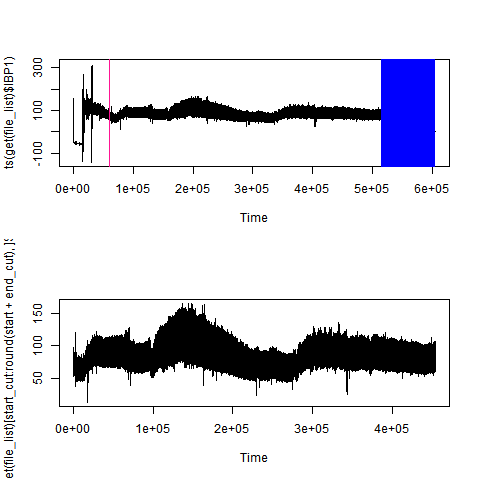 ts(get(file_list)$IBP1)
300
100
-100
0e+00 1e+05 2e+05 3e+05 4e+05 5e+05 6e+05
Time
et(file_list)[start_cut:round(start + end_cut), ]$
150
100
50
0e+00 1e+05 2e+05 3e+05 4e+05
Time